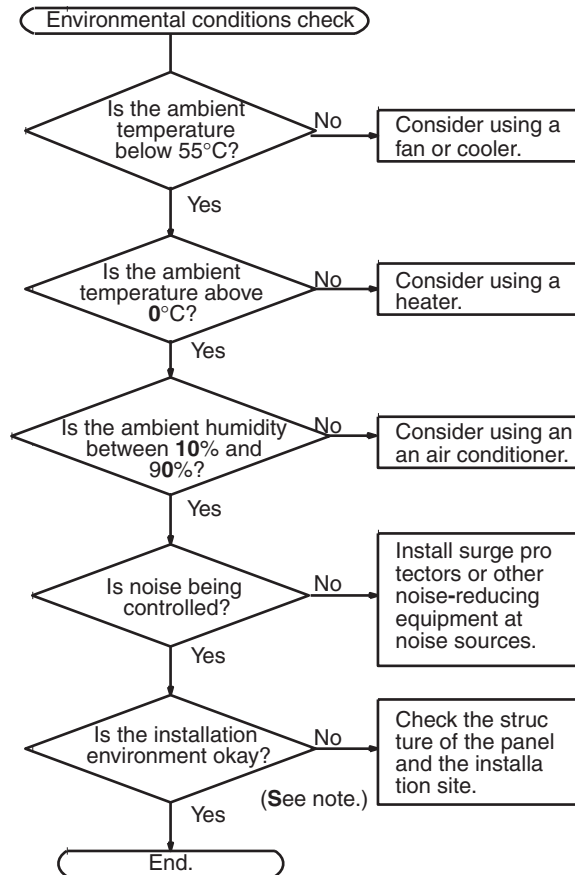 Environmental conditions check
Is the ambient
temperature
below 55°C?
No
Consider using a
fan or cooler.
Yes
Is the ambient
temperature above
0°C?
No
Consider using a
heater.
Yes
Is the ambient humidity
between 10% and
90%?
No
Consider using an
an air conditioner.
Yes
Is noise being
controlled?
No
Install surge pro
tectors or other
noise-reducing
equipment at
noise sources.
Yes
Is the installation
environment okay?
No
Check the struc
ture of the panel
and the installa
tion site.
(See note.)
Yes
End.